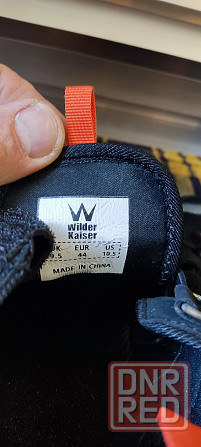 Wilder
Kaiser
UK EUR US
9.5 44 10.5
MADE IN CHINA
DNR
RED